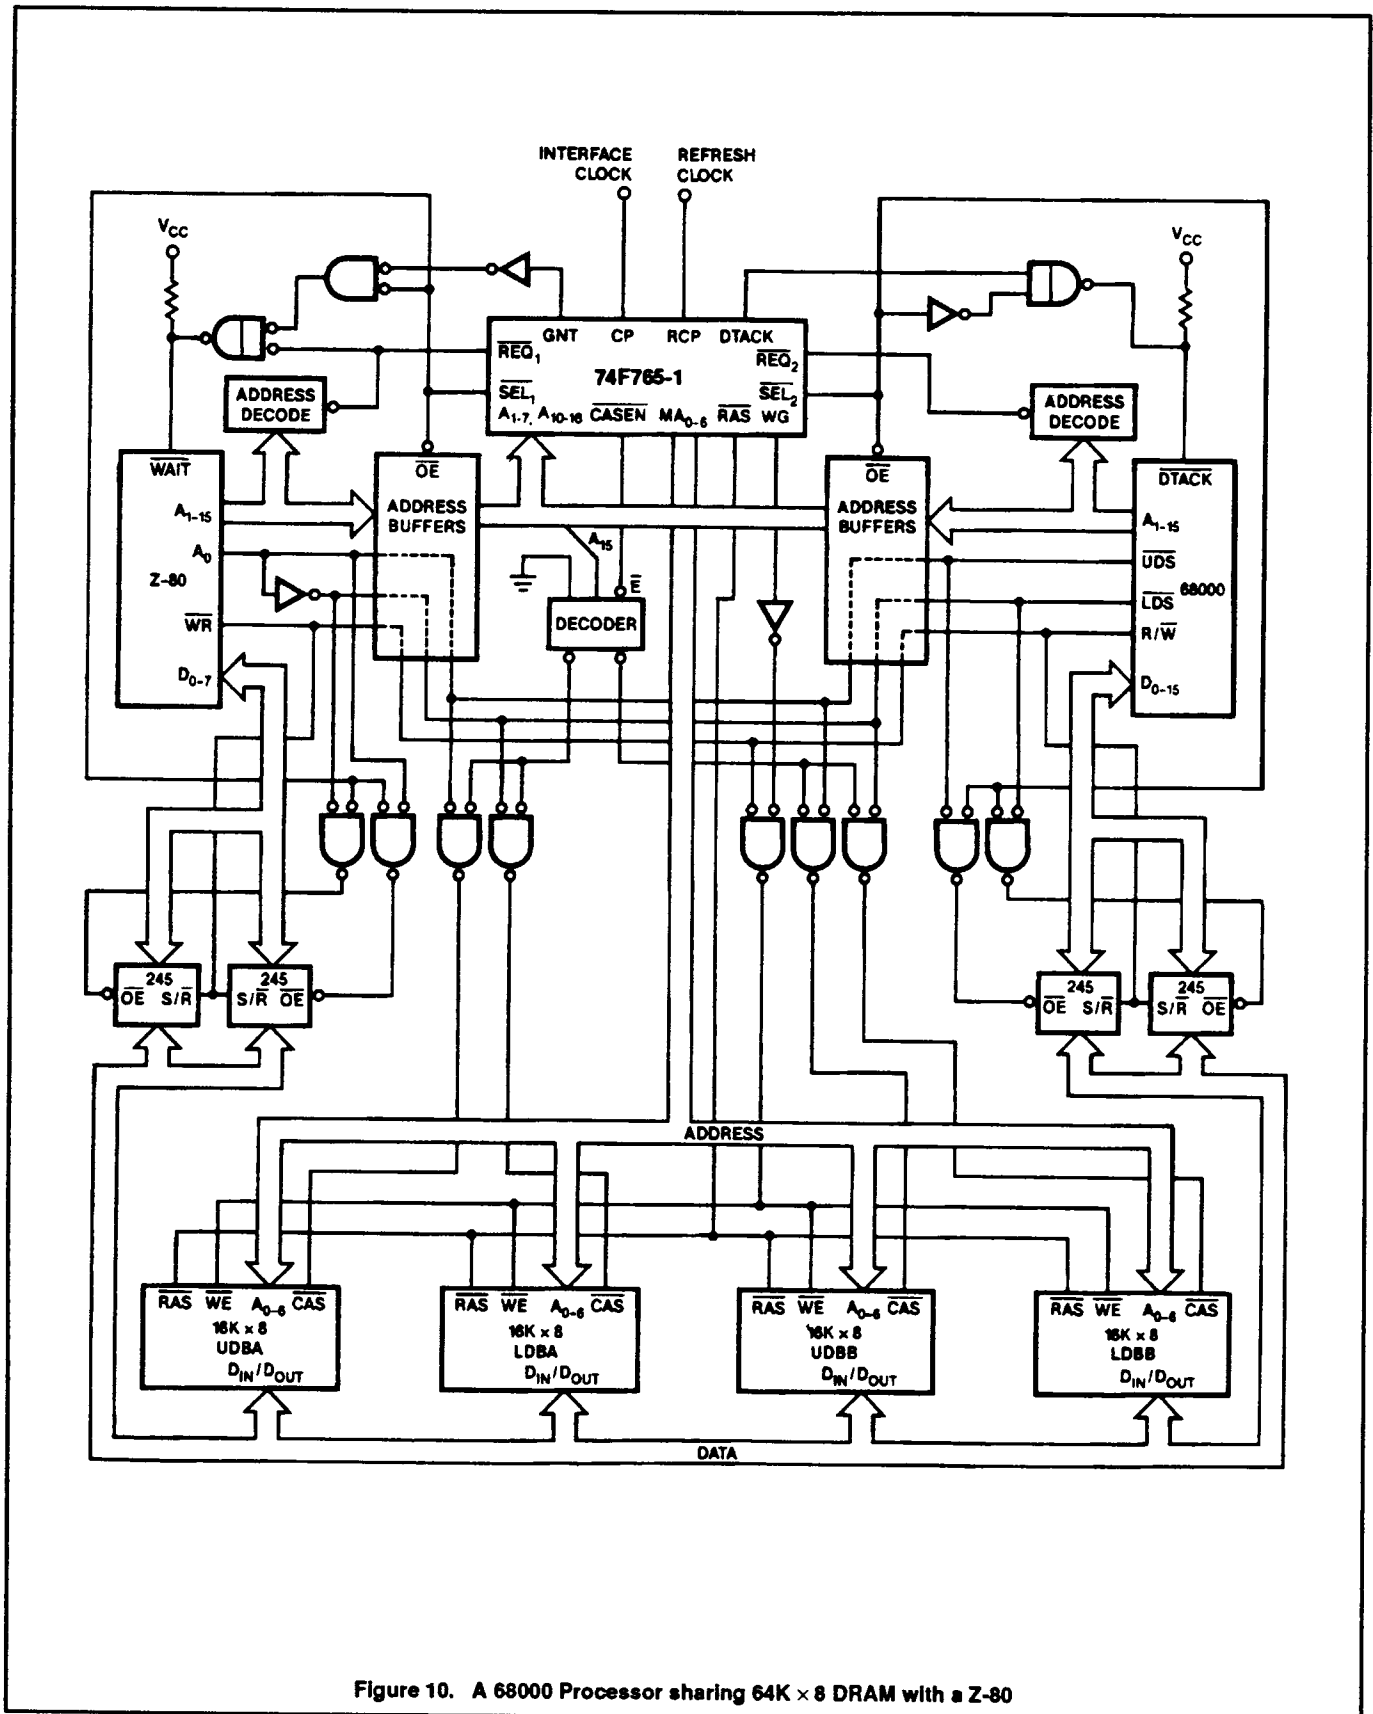 INTERFACE CLOCK
REFRESH CLOCK
VCC
VCC
GNT CP RCP DTACK
REQ1 REQ2
74F765-1
SEL1 SEL2
A1-7, A10-16 CASEN MA0-6 RAS WG
ADDRESS DECODE
ADDRESS DECODE
WAIT
A1-15
A0
Z-80
WR
D0-7
OE
ADDRESS BUFFERS
A15
E
DECODER
OE
ADDRESS BUFFERS
DTACK
A1-15
UDS
68000
LDS
R/W
D0-15
245
OE S/R
245
S/R OE
245
OE S/R
245
S/R OE
ADDRESS
RAS WE A0-6 CAS
16K × 8
UDBA
DIN/DOUT
RAS WE A0-6 CAS
16K × 8
LDBA
DIN/DOUT
RAS WE A0-6 CAS
16K × 8
UDBB
DIN/DOUT
RAS WE A0-6 CAS
16K × 8
LDBB
DIN/DOUT
DATA
Figure 10. A 68000 Processor sharing 64K × 8 DRAM with a Z-80